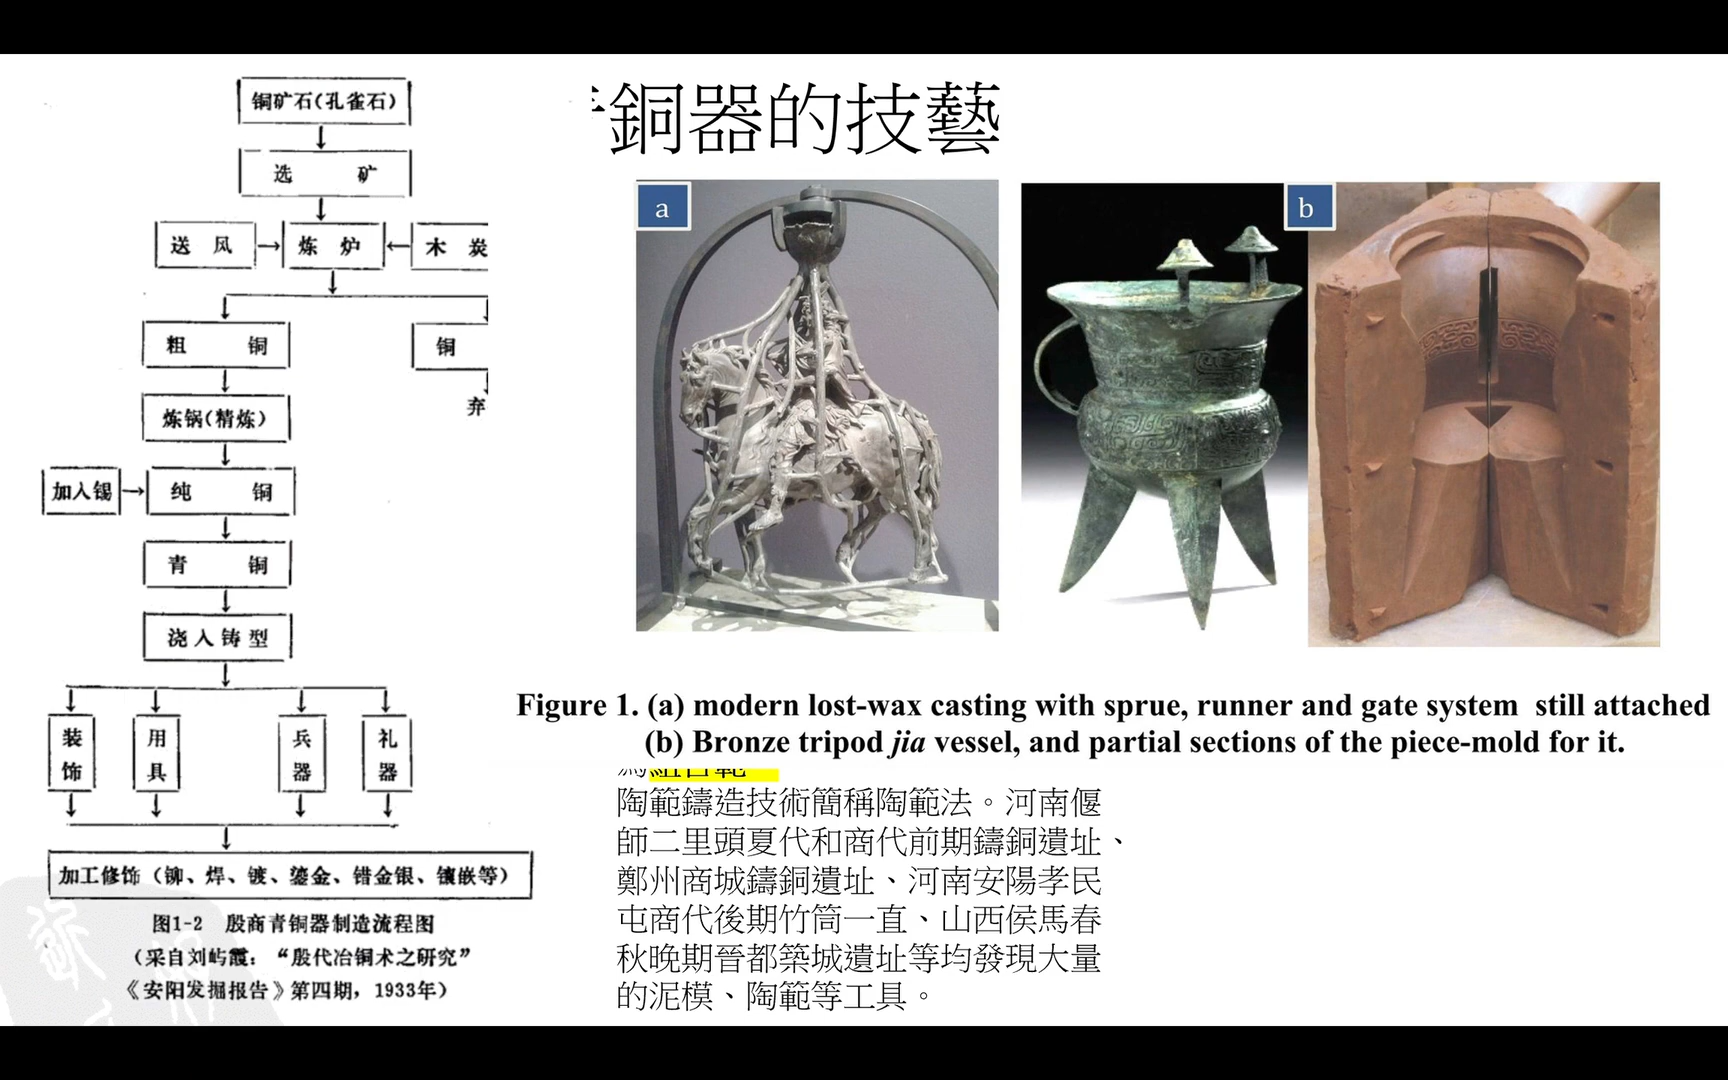 铜矿石(孔雀石)
选 矿
送 风
炼 炉
木 炭
粗 铜
铜
弃
炼锅(精炼)
加入锡
纯 铜
青 铜
浇入铸型
装饰
用具
兵器
礼器
加工修饰(铆、焊、镀、鎏金、错金银、镶嵌等)
图1-2 殷商青铜器制造流程图
(采自刘屿霞：“殷代冶铜术之研究”
《安阳发掘报告》第四期，1933年)
銅器的技藝
a
b
Figure 1. (a) modern lost-wax casting with sprue, runner and gate system still attached
(b) Bronze tripod jia vessel, and partial sections of the piece-mold for it.
陶範鑄造技術簡稱陶範法。河南偃
師二里頭夏代和商代前期鑄銅遺址、
鄭州商城鑄銅遺址、河南安陽孝民
屯商代後期竹筒一直、山西侯馬春
秋晚期晉都築城遺址等均發現大量
的泥模、陶範等工具。